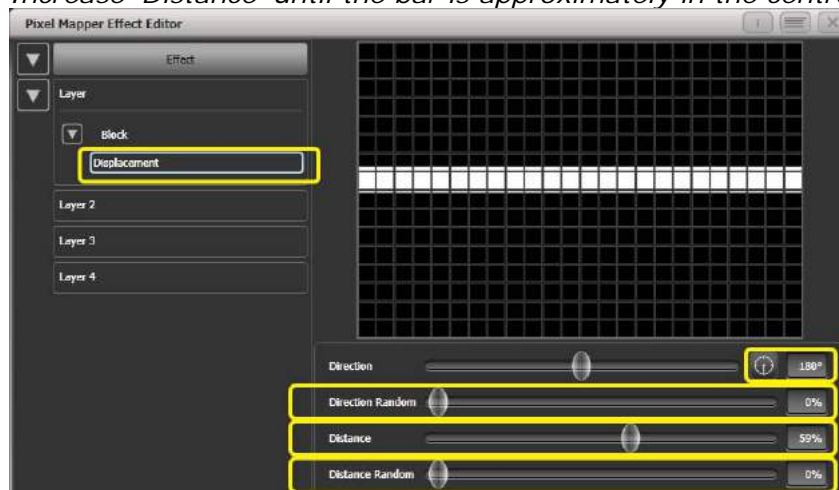 Increase 'Distance' until the bar is approximately in the centre
Pixel Mapper Effect Editor
Effect
Layer
Block
Displacement
Layer 2
Layer 3
Layer 4
Direction 180°
Direction Random 0%
Distance 59%
Distance Random 0%